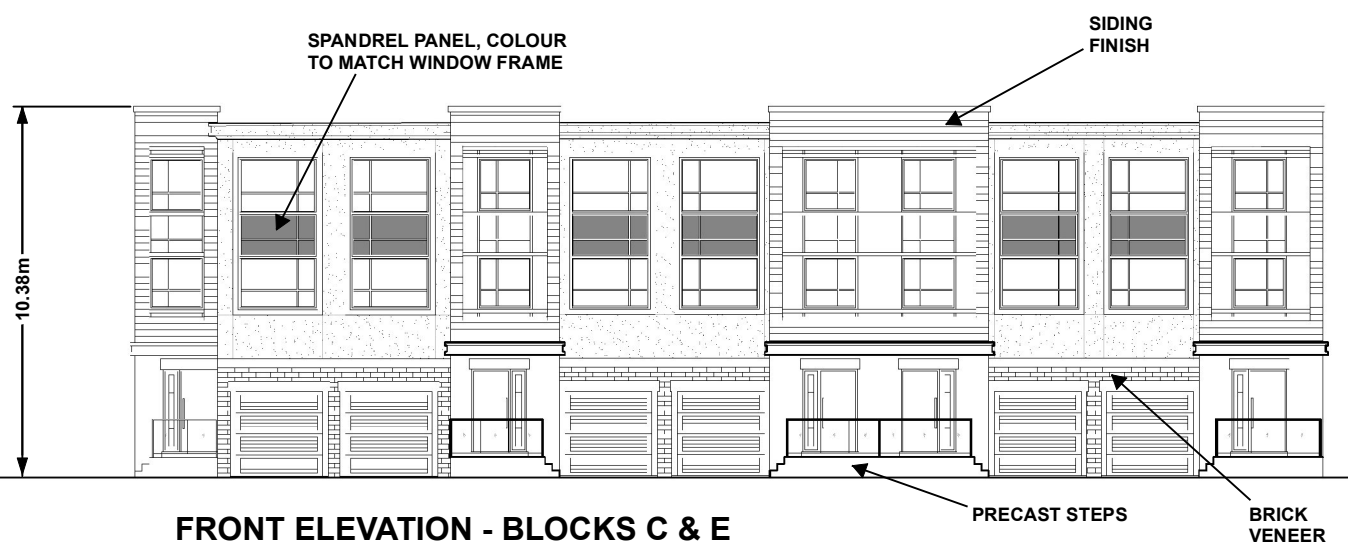 SIDING
FINISH
SPANDREL PANEL, COLOUR
TO MATCH WINDOW FRAME
10.38m
PRECAST STEPS
BRICK
VENEER
FRONT ELEVATION - BLOCKS C & E